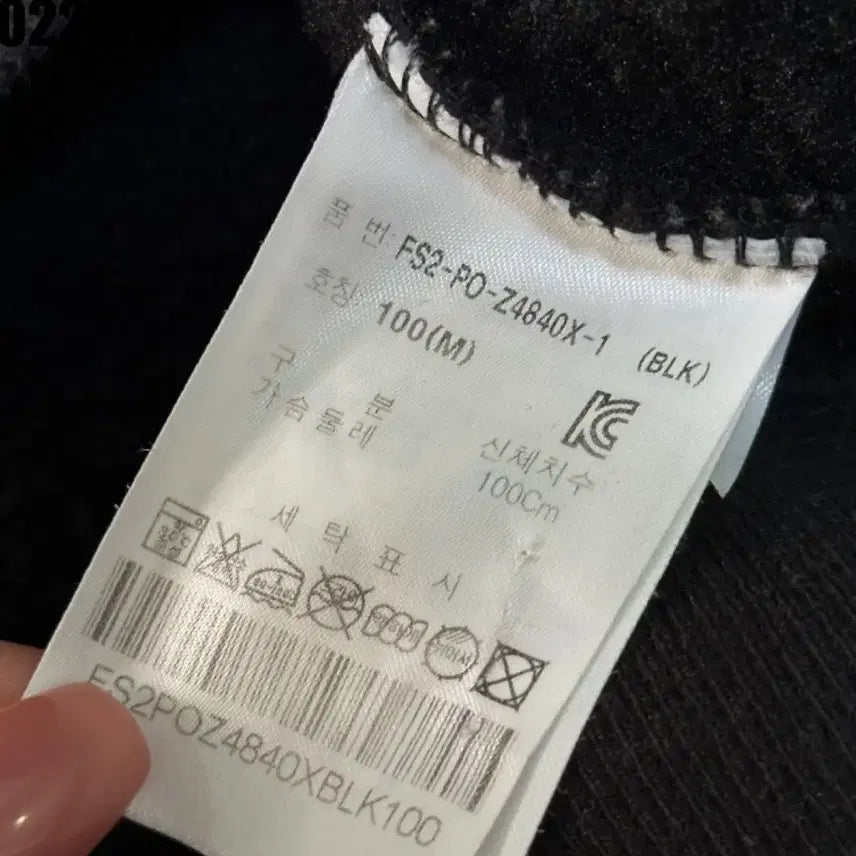 품 번: FS2-PO-Z4840X-1 (BLK)
호칭 100(M)
구 분 신체치수
가슴둘레 100Cm
세 탁 표 시
FS2POZ4840XBLK100